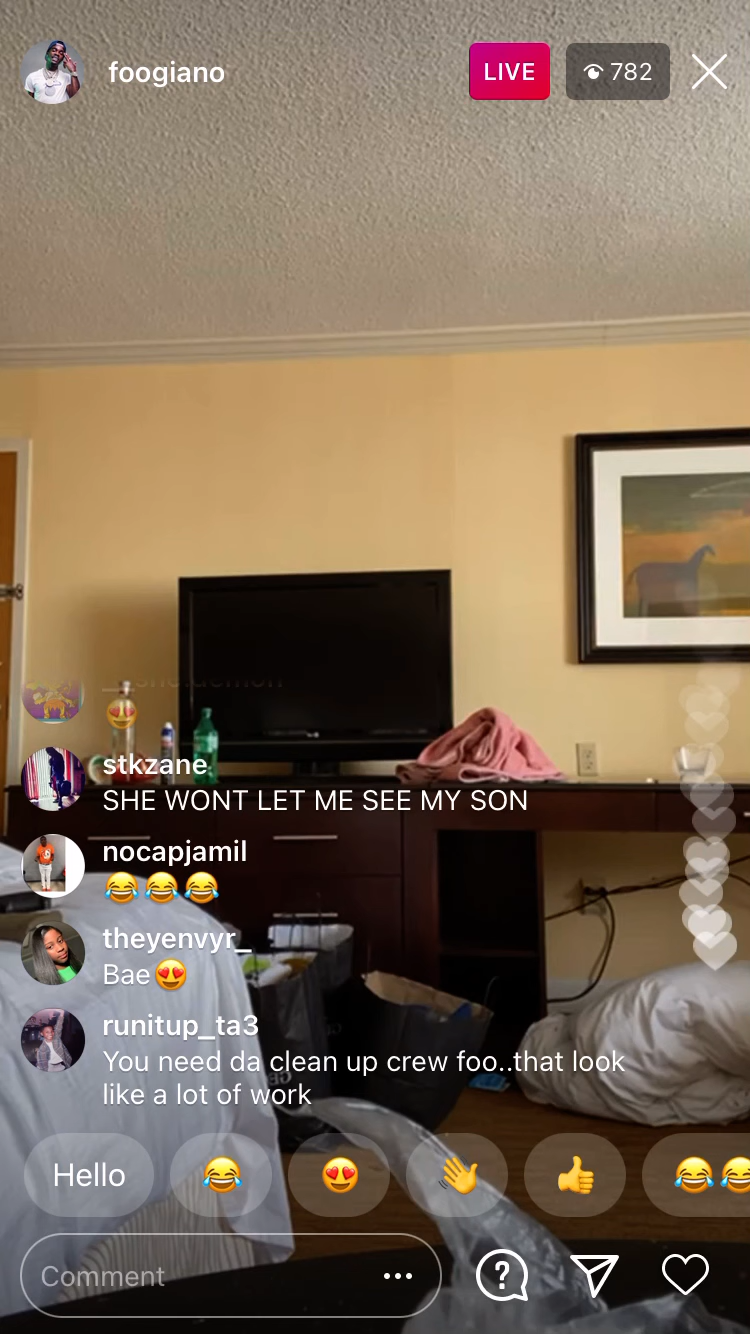 foogiano
LIVE
782
stkzane
SHE WONT LET ME SEE MY SON
nocapjamil
😂😂😂
theyenvyr_
Bae😍
runitup_ta3
You need da clean up crew foo..that look
like a lot of work
Hello
Comment